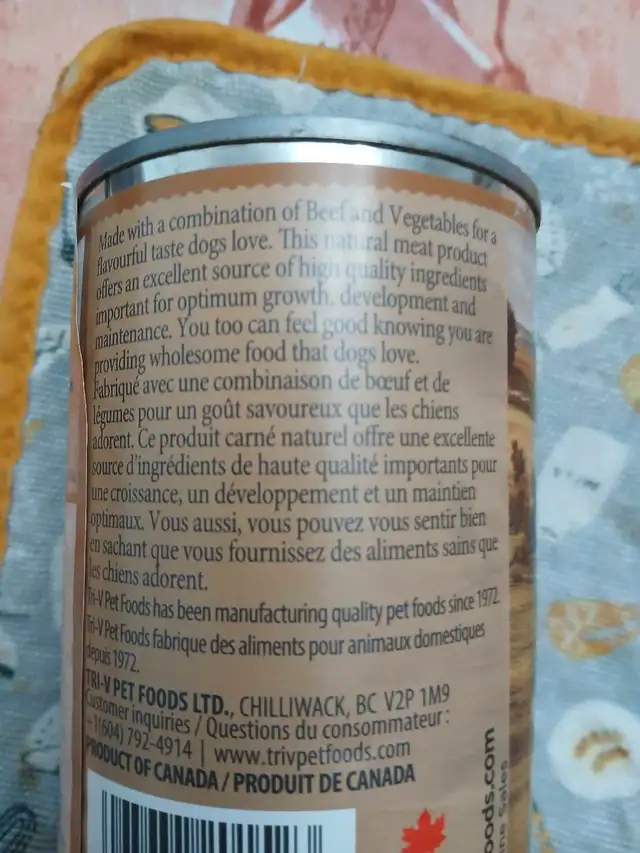 Made with a combination of Beef and Vegetables for a
flavourful taste dogs love. This natural meat product
offers an excellent source of high quality ingredients
important for optimum growth, development and
maintenance. You too can feel good knowing you are
providing wholesome food that dogs love.
Fabriqué avec une combinaison de bœuf et de
légumes pour un goût savoureux que les chiens
adorent. Ce produit carné naturel offre une excellente
source d'ingrédients de haute qualité importants pour
une croissance, un développement et un maintien
optimaux. Vous aussi, vous pouvez vous sentir bien
en sachant que vous fournissez des aliments sains que
les chiens adorent.
Tri-V Pet Foods has been manufacturing quality pet foods since 1972.
Tri-V Pet Foods fabrique des aliments pour animaux domestiques
depuis 1972.
TRI-V PET FOODS LTD., CHILLIWACK, BC V2P 1M9
Customer inquiries / Questions du consommateur :
+1(604) 792-4914 | www.trivpetfoods.com
PRODUCT OF CANADA / PRODUIT DE CANADA
oods.com
ine Sales